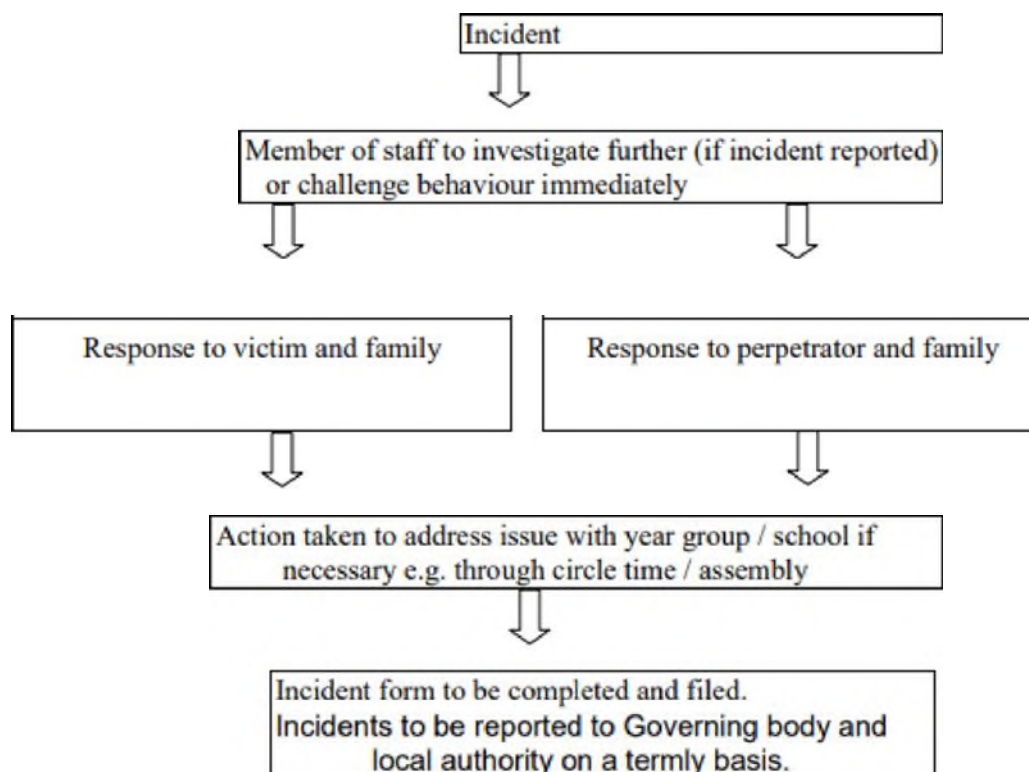 Incident
Member of staff to investigate further (if incident reported)
or challenge behaviour immediately
Response to victim and family
Response to perpetrator and family
Action taken to address issue with year group / school if
necessary e.g. through circle time / assembly
Incident form to be completed and filed.
Incidents to be reported to Governing body and
local authority on a termly basis.